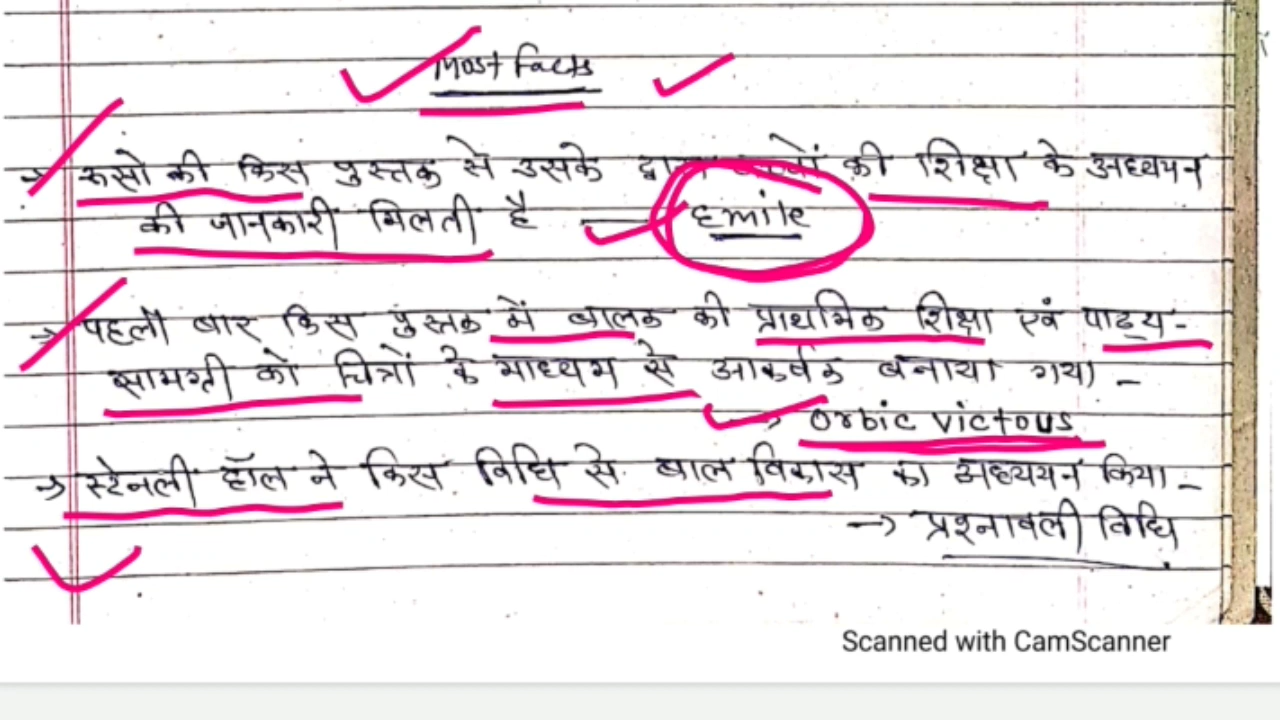 Most Facts
→ रूसो की किस पुस्तक से उसके द्वारा बच्चों की शिक्षा के अध्ययन
की जानकारी मिलती है — Emile
→ पहली बार किस पुस्तक में बालक की प्राथमिक शिक्षा एवं पाठ्य-
सामग्री को चित्रों के माध्यम से आकर्षक बनाया गया -
→ Orbic Victous
→ स्टेनली हॉल ने किस विधि से बाल विकास का अध्ययन किया -
→ प्रश्नावली विधि
Scanned with CamScanner